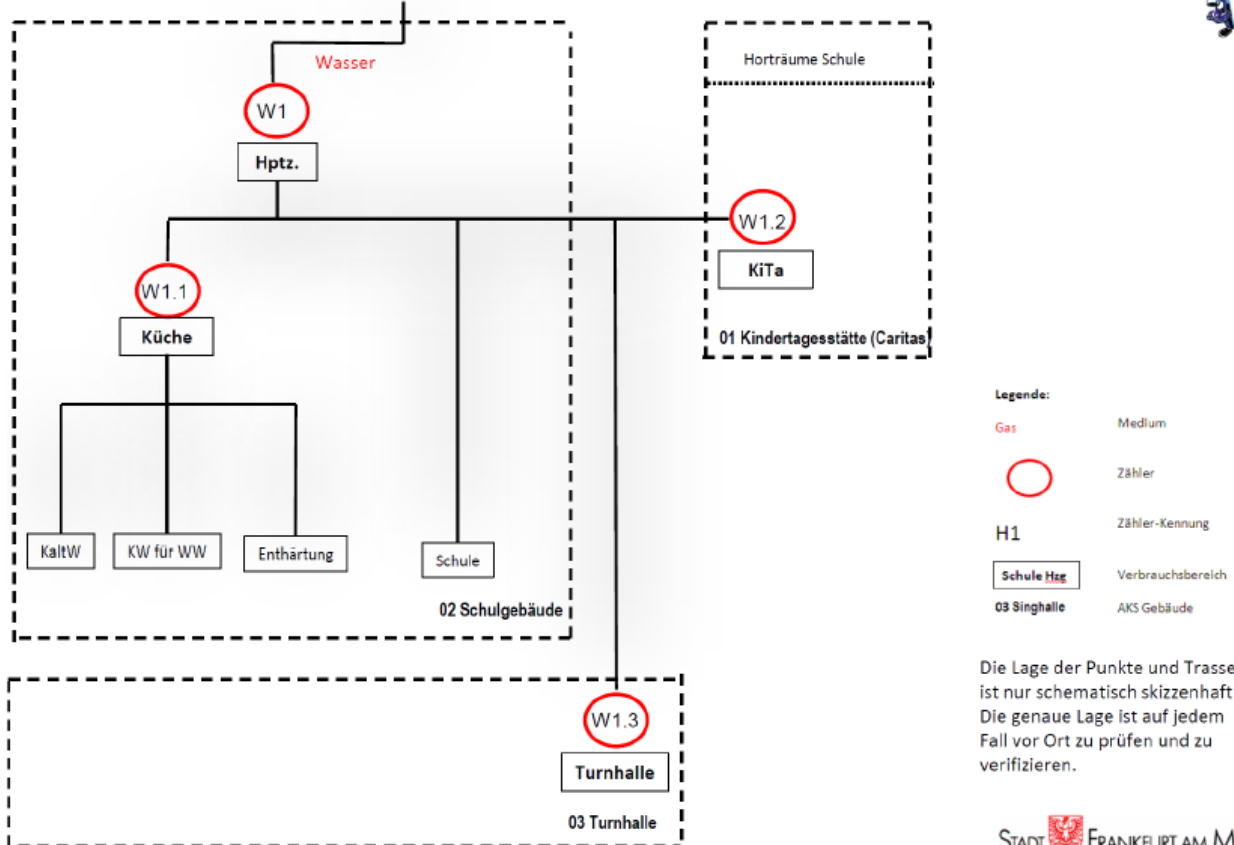 Wasser
W1
Hptz.
Horträume Schule
W1.2
KiTa
01 Kindertagesstätte (Caritas)
W1.1
Küche
KaltW
KW für WW
Enthärtung
Schule
02 Schulgebäude
W1.3
Turnhalle
03 Turnhalle
Legende:
Gas Medium
Zähler
H1 Zähler-Kennung
Schule Hzg Verbrauchsbereich
03 Singhalle AKS Gebäude
Die Lage der Punkte und Trasse
ist nur schematisch skizzenhaft
Die genaue Lage ist auf jedem
Fall vor Ort zu prüfen und zu
verifizieren.
STADT FRANKFURT AM M